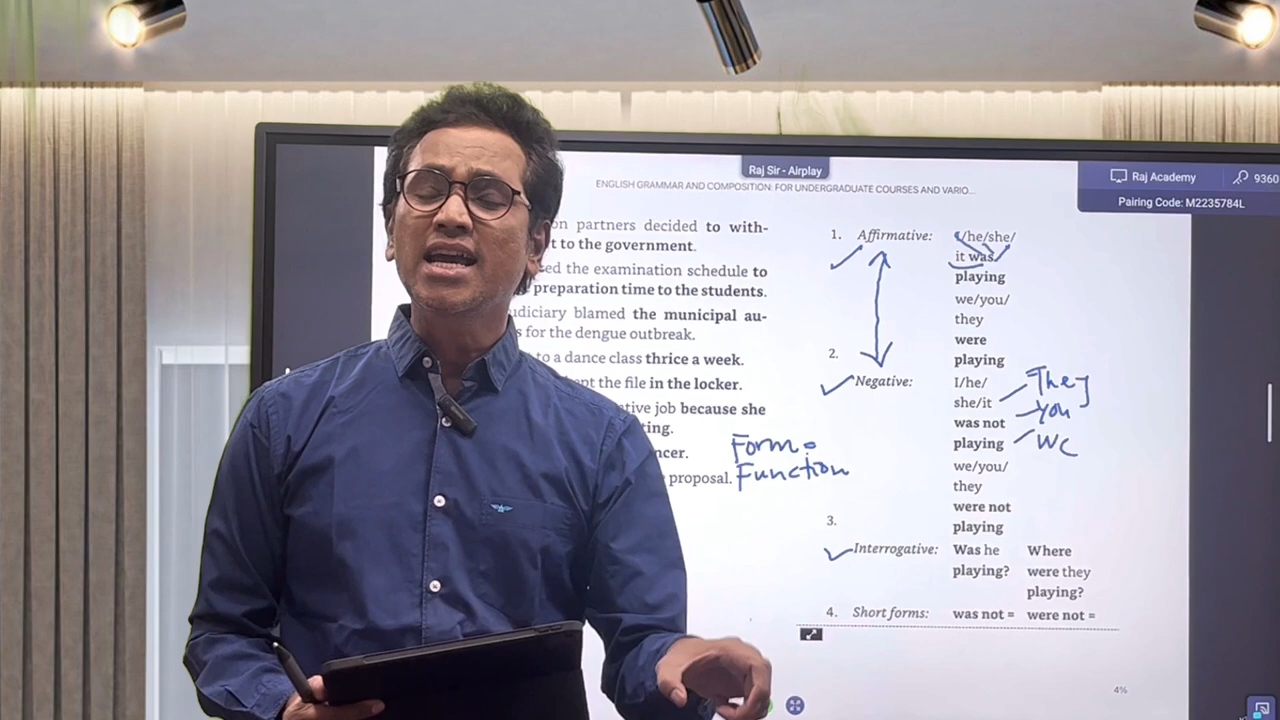 Raj Sir - Airplay
Raj Academy
9360
Pairing Code: M2235784L
ENGLISH GRAMMAR AND COMPOSITION: FOR UNDERGRADUATE COURSES AND VARIO...
on partners decided to with-
t to the government.
ed the examination schedule to
preparation time to the students.
udiciary blamed the municipal au-
s for the dengue outbreak.
to a dance class thrice a week.
the file in the locker.
job because she
ting.
ncer.
proposal.
Form
Function
1. Affirmative: I/he/she/
it was
playing
we/you/
they
were
playing
2.
Negative: I/he/
she/it
was not
playing
we/you/
they
were not
playing
They
You
We
3.
Interrogative: Was he Where
playing? were they
playing?
4. Short forms: was not = were not =
4%